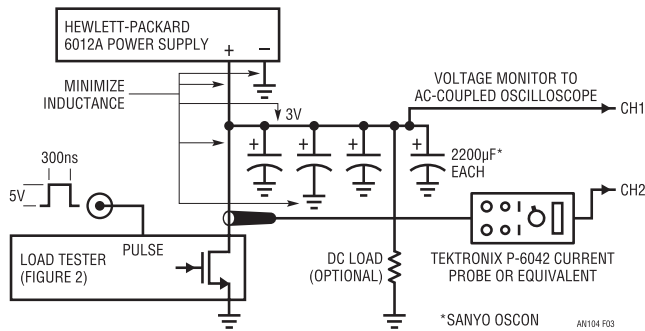 HEWLETT-PACKARD
6012A POWER SUPPLY
+ −
MINIMIZE
INDUCTANCE
VOLTAGE MONITOR TO
AC-COUPLED OSCILLOSCOPE
CH1
3V
+ + + +
2200µF*
EACH
300ns
5V
CH2
PULSE
LOAD TESTER
(FIGURE 2)
DC LOAD
(OPTIONAL)
TEKTRONIX P-6042 CURRENT
PROBE OR EQUIVALENT
*SANYO OSCON
AN104 F03